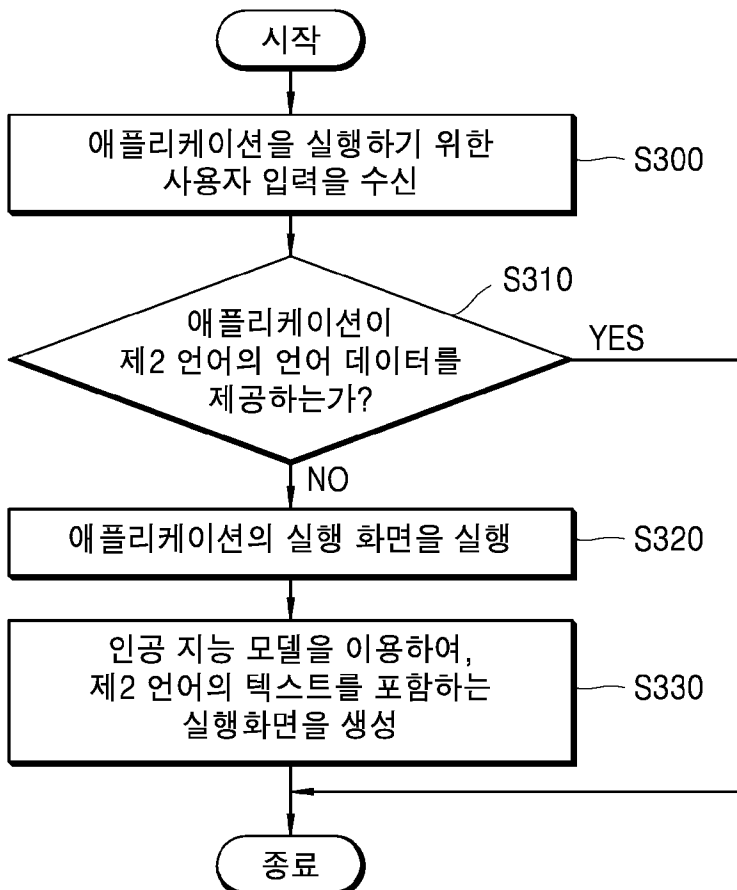 시작
애플리케이션을 실행하기 위한
사용자 입력을 수신
S300
S310
애플리케이션이
제2 언어의 언어 데이터를
제공하는가?
YES
NO
애플리케이션의 실행 화면을 실행
S320
인공 지능 모델을 이용하여,
제2 언어의 텍스트를 포함하는
실행화면을 생성
S330
종료